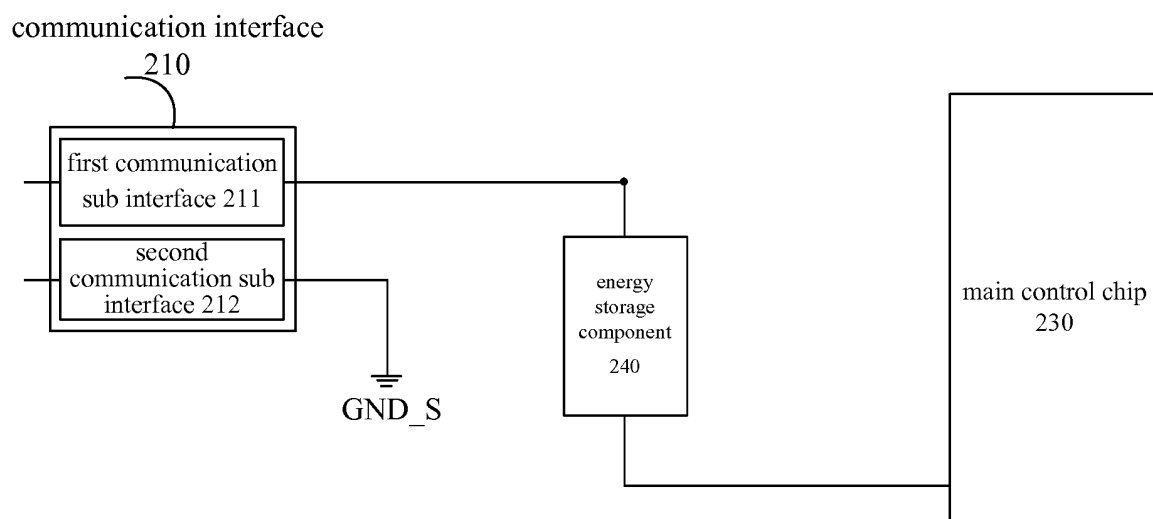 communication interface
210
first communication
sub interface 211
second
communication sub
interface 212
GND_S
energy
storage
component
240
main control chip
230